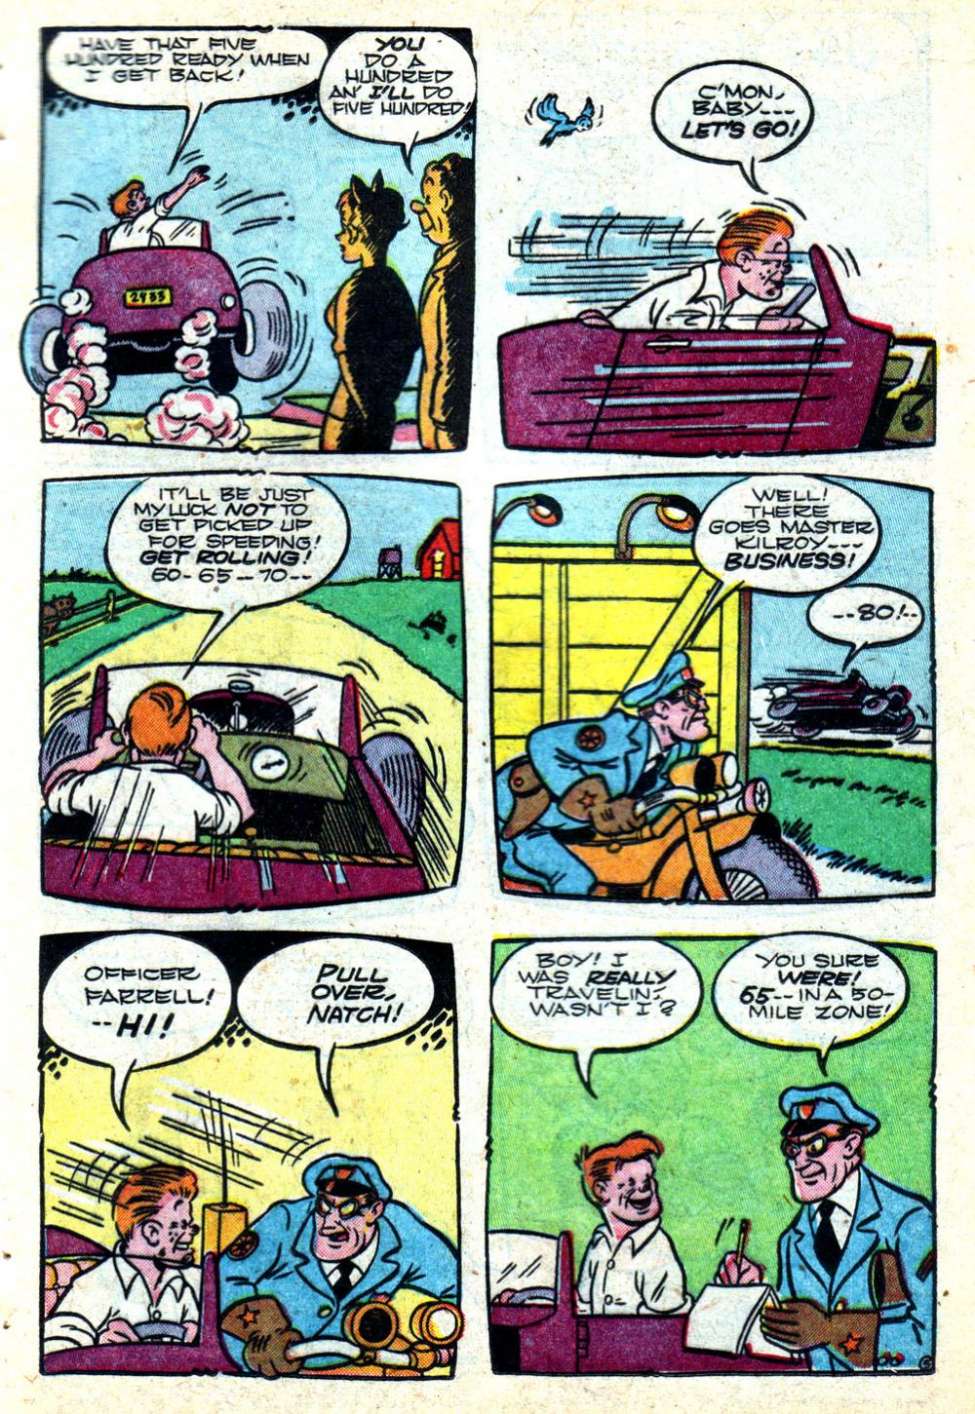 HAVE THAT FIVE
HUNDRED READY WHEN
I GET BACK!
YOU
DO A
HUNDRED
AN' I'LL DO
FIVE HUNDRED!
2955
C'MON,
BABY---
LET'S GO!
IT'LL BE JUST
MY LUCK NOT TO
GET PICKED UP
FOR SPEEDING!
GET ROLLING!
60-65--70--
WELL!
THERE
GOES MASTER
KILROY---
BUSINESS!
--80!--
OFFICER
FARRELL!
--HI!
PULL
OVER,
NATCH!
BOY! I
WAS REALLY
TRAVELIN',
WASN'T I?
YOU SURE
WERE!
65--IN A 50-
MILE ZONE!